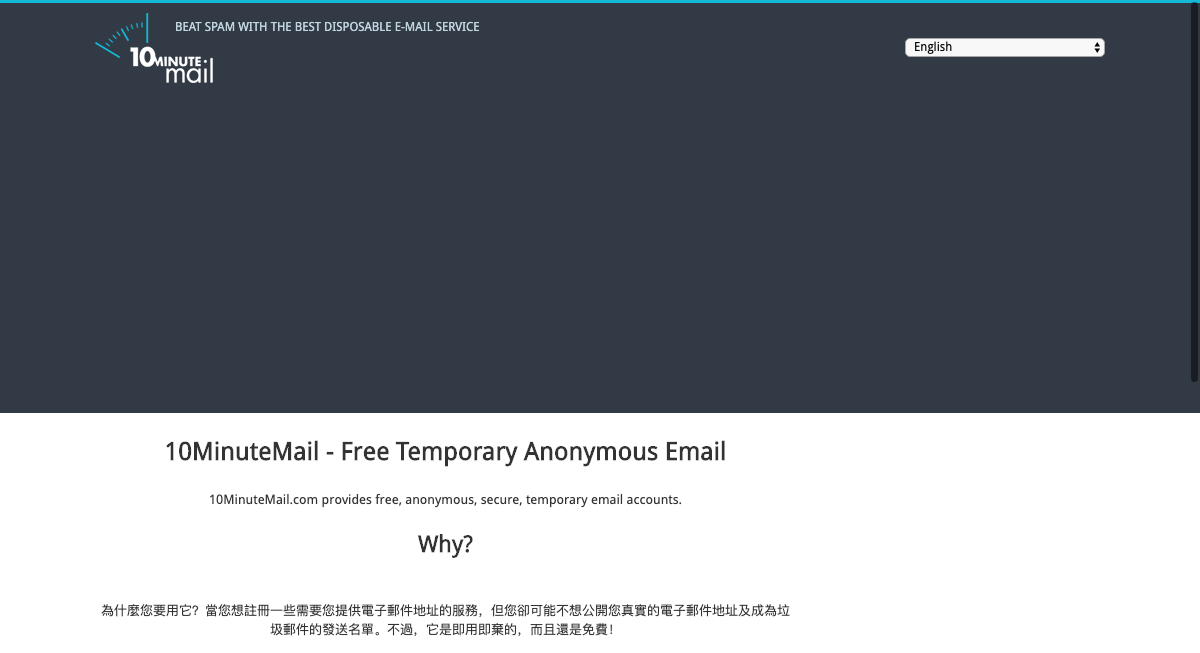 BEAT SPAM WITH THE BEST DISPOSABLE E-MAIL SERVICE
10MINUTE
mail
English
10MinuteMail - Free Temporary Anonymous Email
10MinuteMail.com provides free, anonymous, secure, temporary email accounts.
Why?
為什麼您要用它？當您想註冊一些需要您提供電子郵件地址的服務，但您卻可能不想公開您真實的電子郵件地址及成為垃
圾郵件的發送名單。不過，它是即用即棄的，而且還是免費！